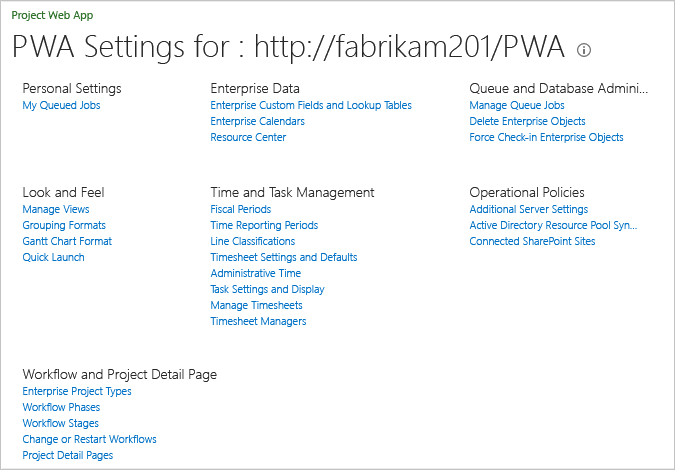 Project Web App
PWA Settings for : http://fabrikam201/PWA
Personal Settings
My Queued Jobs
Enterprise Data
Enterprise Custom Fields and Lookup Tables
Enterprise Calendars
Resource Center
Queue and Database Admini...
Manage Queue Jobs
Delete Enterprise Objects
Force Check-in Enterprise Objects
Look and Feel
Manage Views
Grouping Formats
Gantt Chart Format
Quick Launch
Time and Task Management
Fiscal Periods
Time Reporting Periods
Line Classifications
Timesheet Settings and Defaults
Administrative Time
Task Settings and Display
Manage Timesheets
Timesheet Managers
Operational Policies
Additional Server Settings
Active Directory Resource Pool Syn...
Connected SharePoint Sites
Workflow and Project Detail Page
Enterprise Project Types
Workflow Phases
Workflow Stages
Change or Restart Workflows
Project Detail Pages